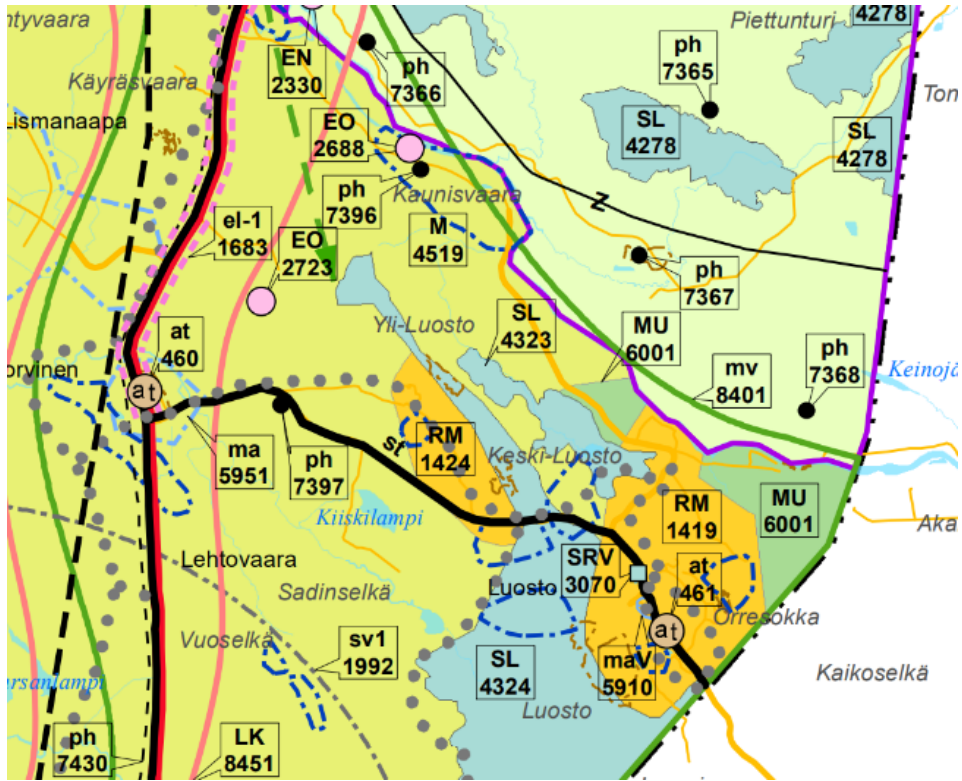 ntyvaara
Käyräsvaara
Lismanaapa
EN
2330
ph
7366
Piettunturi
4278
ph
7365
SL
4278
SL
4278
Ton
EO
2688
ph
7396
Kaunisvaara
M
4519
el-1
1683
EO
2723
z
ph
7367
at
460
at
orvinen
Yli-Luosto
SL
4323
MU
6001
mv
8401
ph
7368
Keinojä
ma
5951
ph
7397
st
RM
1424
Keski-Luosto
Kiiskilampi
RM
1419
MU
6001
Aka
Lehtovaara
Sadinselkä
Luosto
SRV
3070
at
461
at
Orresokka
Vuoselkä
sv1
1992
SL
4324
maV
5910
Luosto
Kaikoselkä
arsanlampi
ph
7430
LK
8451